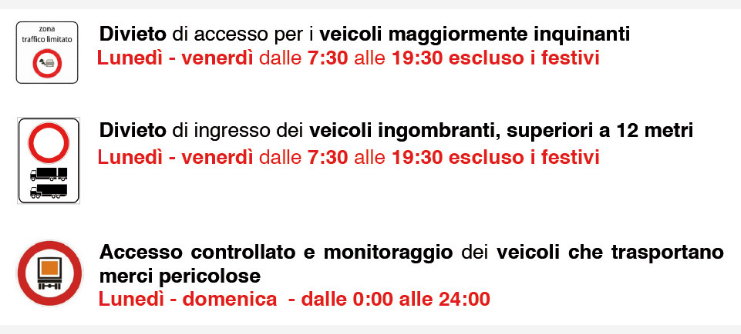 zona
traffico limitato
Divieto di accesso per i veicoli maggiormente inquinanti
Lunedì - venerdì dalle 7:30 alle 19:30 escluso i festivi
Divieto di ingresso dei veicoli ingombranti, superiori a 12 metri
Lunedì - venerdì dalle 7:30 alle 19:30 escluso i festivi
Accesso controllato e monitoraggio dei veicoli che trasportano
merci pericolose
Lunedì - domenica - dalle 0:00 alle 24:00